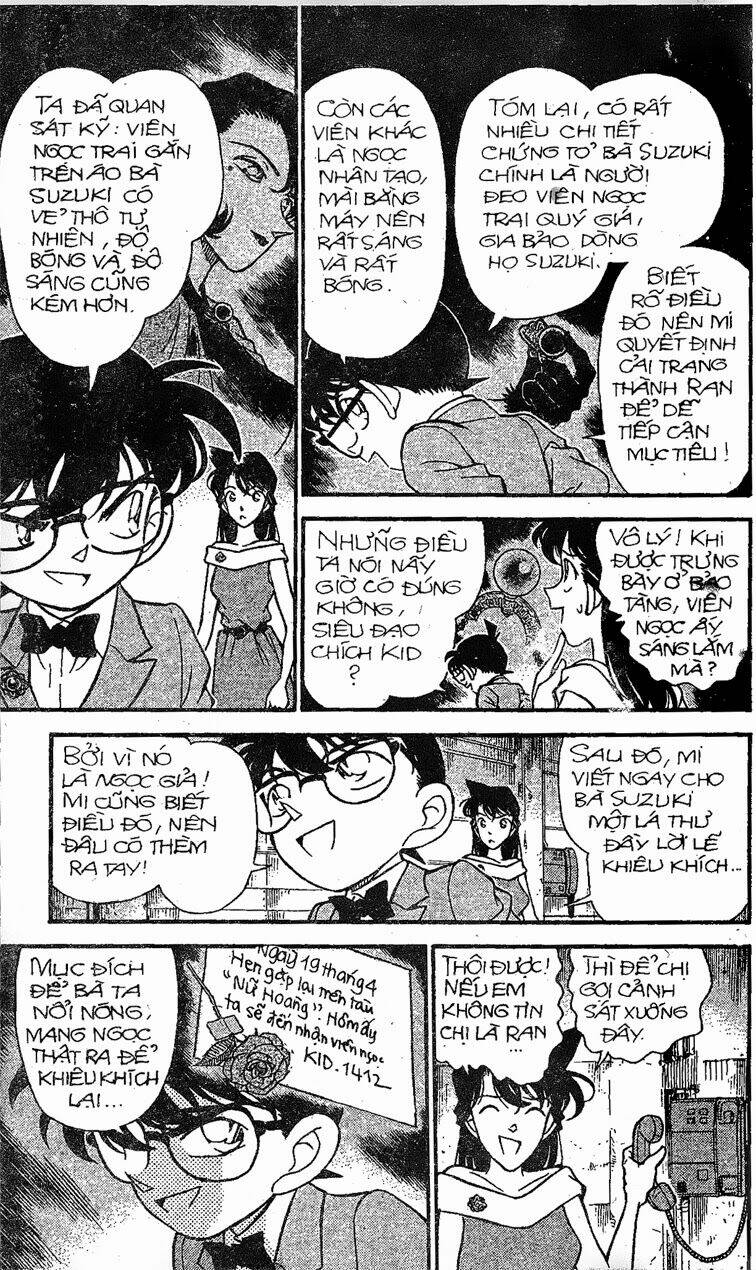 TÓM LẠI, CÓ RẤT
NHIỀU CHI TIẾT
CHỨNG TỎ BÀ SUZUKI
CHÍNH LÀ NGƯỜI
ĐEO VIÊN NGỌC
TRAI QUÝ GIÁ,
GIA BẢO DÒNG
HỌ SUZUKI.
BIẾT
RÕ ĐIỀU
ĐÓ NÊN MI
QUYẾT ĐỊNH
CẢI TRANG
THÀNH RAN
ĐỂ DỄ
TIẾP CẬN
MỤC TIÊU!
CÒN CÁC
VIÊN KHÁC
LÀ NGỌC
NHÂN TẠO,
MÀI BẰNG
MÁY NÊN
RẤT SÁNG
VÀ RẤT
BÓNG.
TA ĐÃ QUAN
SÁT KỸ: VIÊN
NGỌC TRAI GẮN
TRÊN ÁO BÀ
SUZUKI CÓ
VẺ THÔ TỰ
NHIÊN, ĐỘ
BÓNG VÀ ĐỘ
SÁNG CŨNG
KÉM HƠN.
VÔ LÝ! KHI
ĐƯỢC TRƯNG
BÀY Ở BẢO
TÀNG, VIÊN
NGỌC ẤY
SÁNG LẮM
MÀ?
NHỮNG ĐIỀU
TA NÓI NÃY
GIỜ CÓ ĐÚNG
KHÔNG,
SIÊU ĐẠO
CHÍCH KID
?
SAU ĐÓ, MI
VIẾT NGAY CHO
BÀ SUZUKI
MỘT LÁ THƯ
ĐẦY LỜI LẼ
KHIÊU KHÍCH...
BỞI VÌ NÓ
LÀ NGỌC GIẢ!
MI CŨNG BIẾT
ĐIỀU ĐÓ, NÊN
ĐÂU CÓ THÈM
RA TAY!
THÌ ĐỂ CHỊ
GỌI CẢNH
SÁT XUỐNG
ĐÂY.
THÔI ĐƯỢC!
NẾU EM
KHÔNG TIN
CHỊ LÀ RAN
...
Ngày 19 tháng 4
Hẹn gặp lại trên tàu
"Nữ Hoàng". Hôm ấy
ta sẽ đến nhận viên ngọc
KID.1412
MỤC ĐÍCH
ĐỂ BÀ TA
NỔI NÓNG,
MANG NGỌC
THẬT RA ĐỂ
KHIÊU KHÍCH
LẠI...